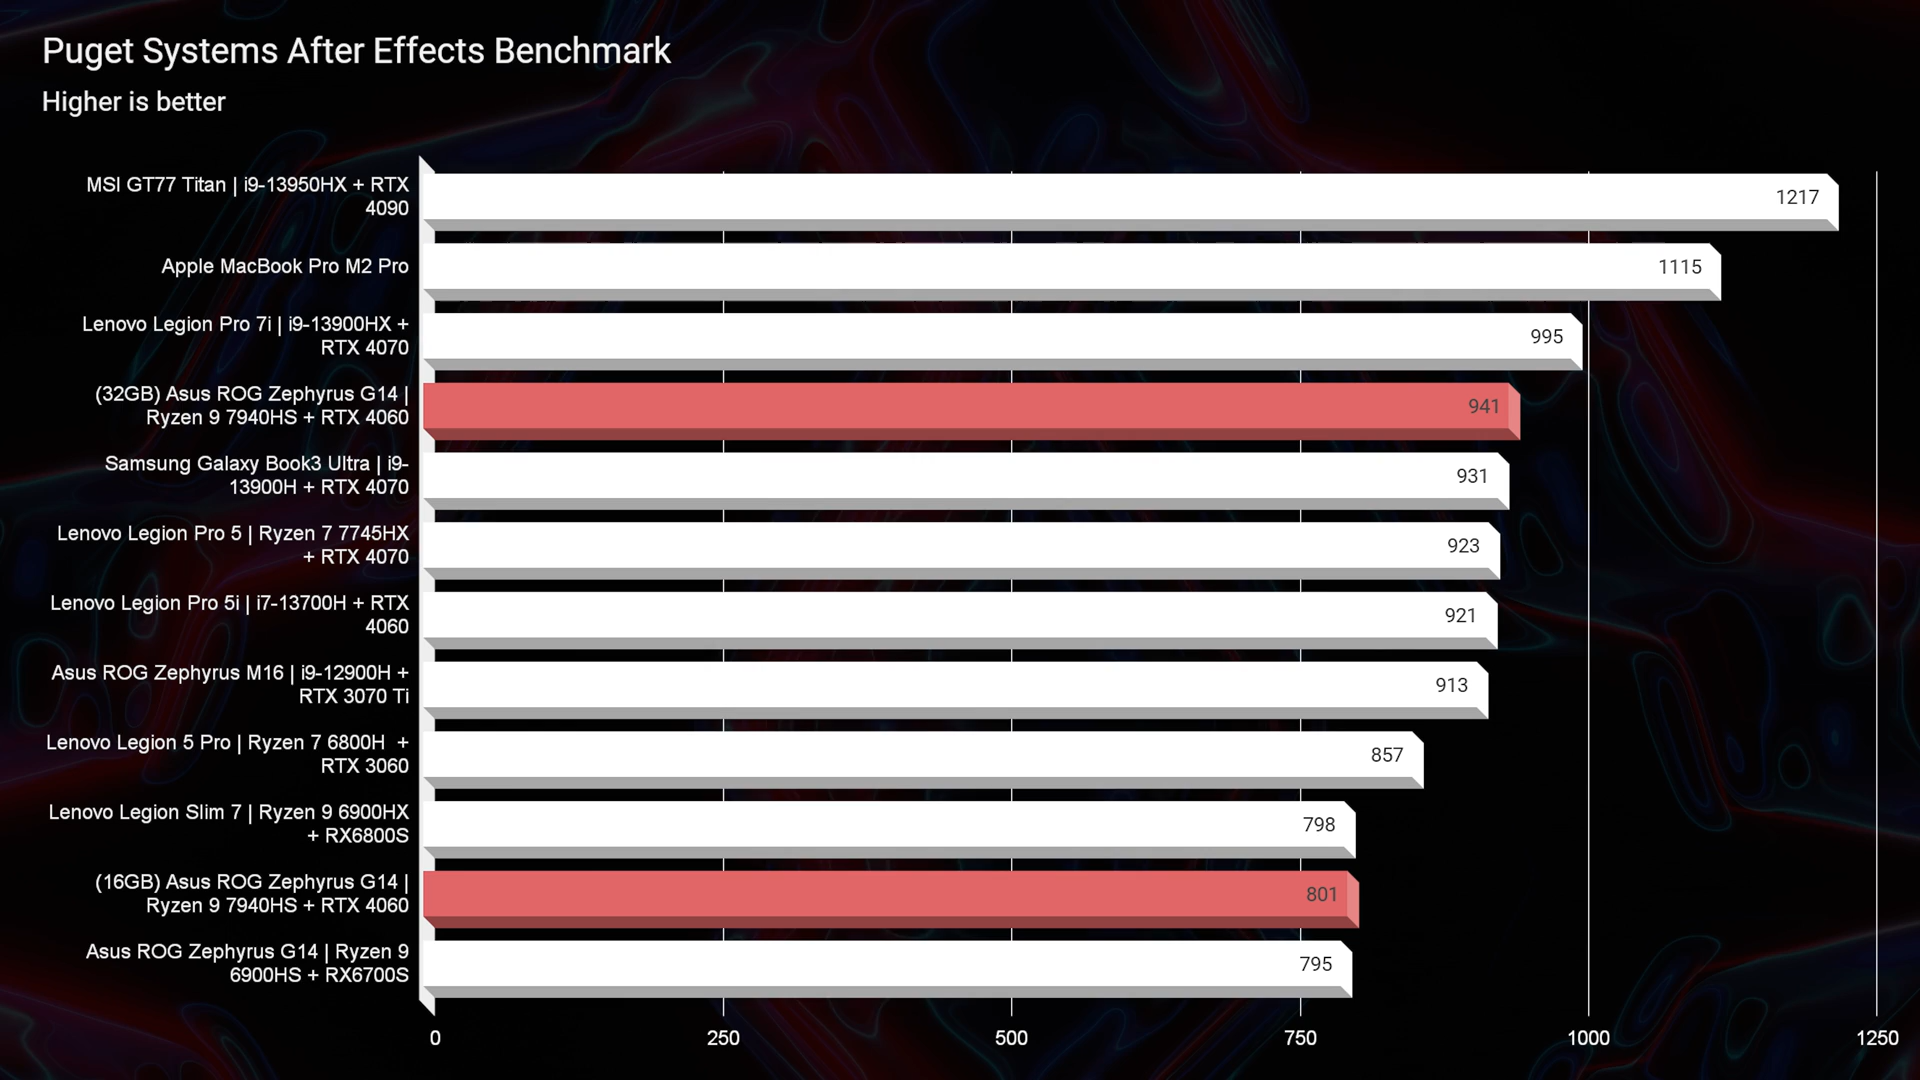 Puget Systems After Effects Benchmark
Higher is better
MSI GT77 Titan | i9-13950HX + RTX
4090
1217
Apple MacBook Pro M2 Pro
1115
Lenovo Legion Pro 7i | i9-13900HX +
RTX 4070
995
(32GB) Asus ROG Zephyrus G14 |
Ryzen 9 7940HS + RTX 4060
941
Samsung Galaxy Book3 Ultra | i9-
13900H + RTX 4070
931
Lenovo Legion Pro 5 | Ryzen 7 7745HX
+ RTX 4070
923
Lenovo Legion Pro 5i | i7-13700H + RTX
4060
921
Asus ROG Zephyrus M16 | i9-12900H +
RTX 3070 Ti
913
Lenovo Legion 5 Pro | Ryzen 7 6800H +
RTX 3060
857
Lenovo Legion Slim 7 | Ryzen 9 6900HX
+ RX6800S
798
(16GB) Asus ROG Zephyrus G14 |
Ryzen 9 7940HS + RTX 4060
801
Asus ROG Zephyrus G14 | Ryzen 9
6900HS + RX6700S
795
0 250 500 750 1000 1250